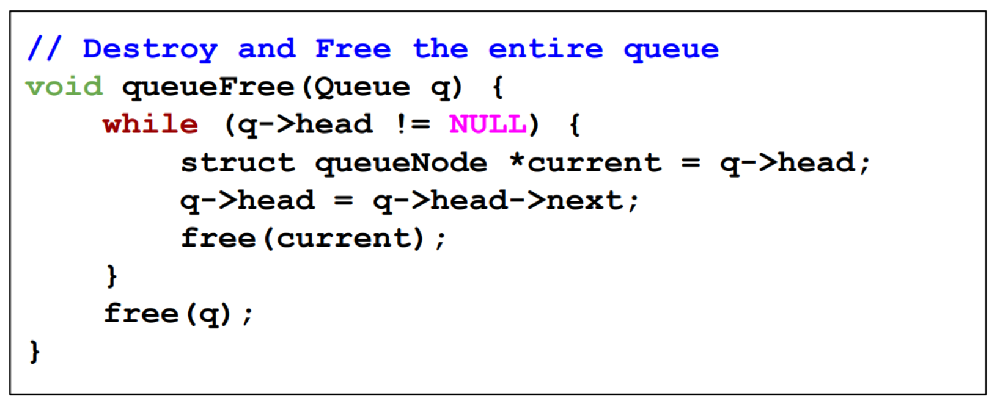 // Destroy and Free the entire queue
void queueFree(Queue q) {
    while (q->head != NULL) {
        struct queueNode *current = q->head;
        q->head = q->head->next;
        free(current);
    }
    free(q);
}